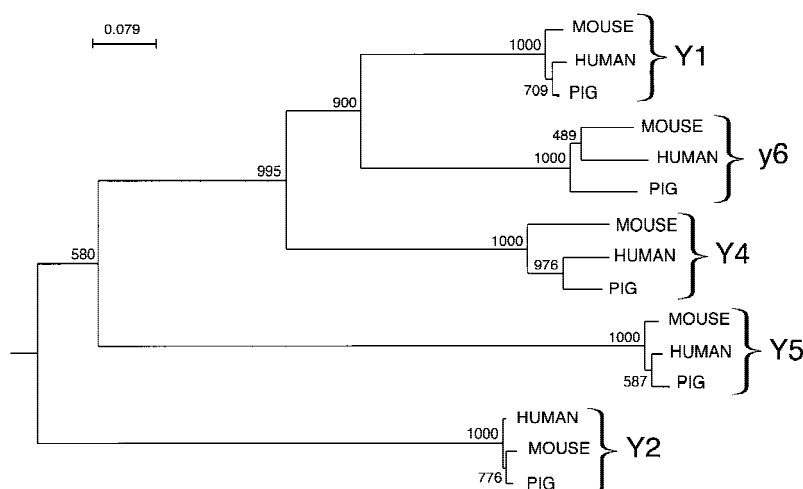 0.079
1000
MOUSE
HUMAN
709
PIG
Y1
900
489
MOUSE
1000
HUMAN
PIG
y6
995
1000
MOUSE
976
HUMAN
PIG
Y4
580
1000
MOUSE
HUMAN
587
PIG
Y5
1000
HUMAN
MOUSE
776
PIG
Y2